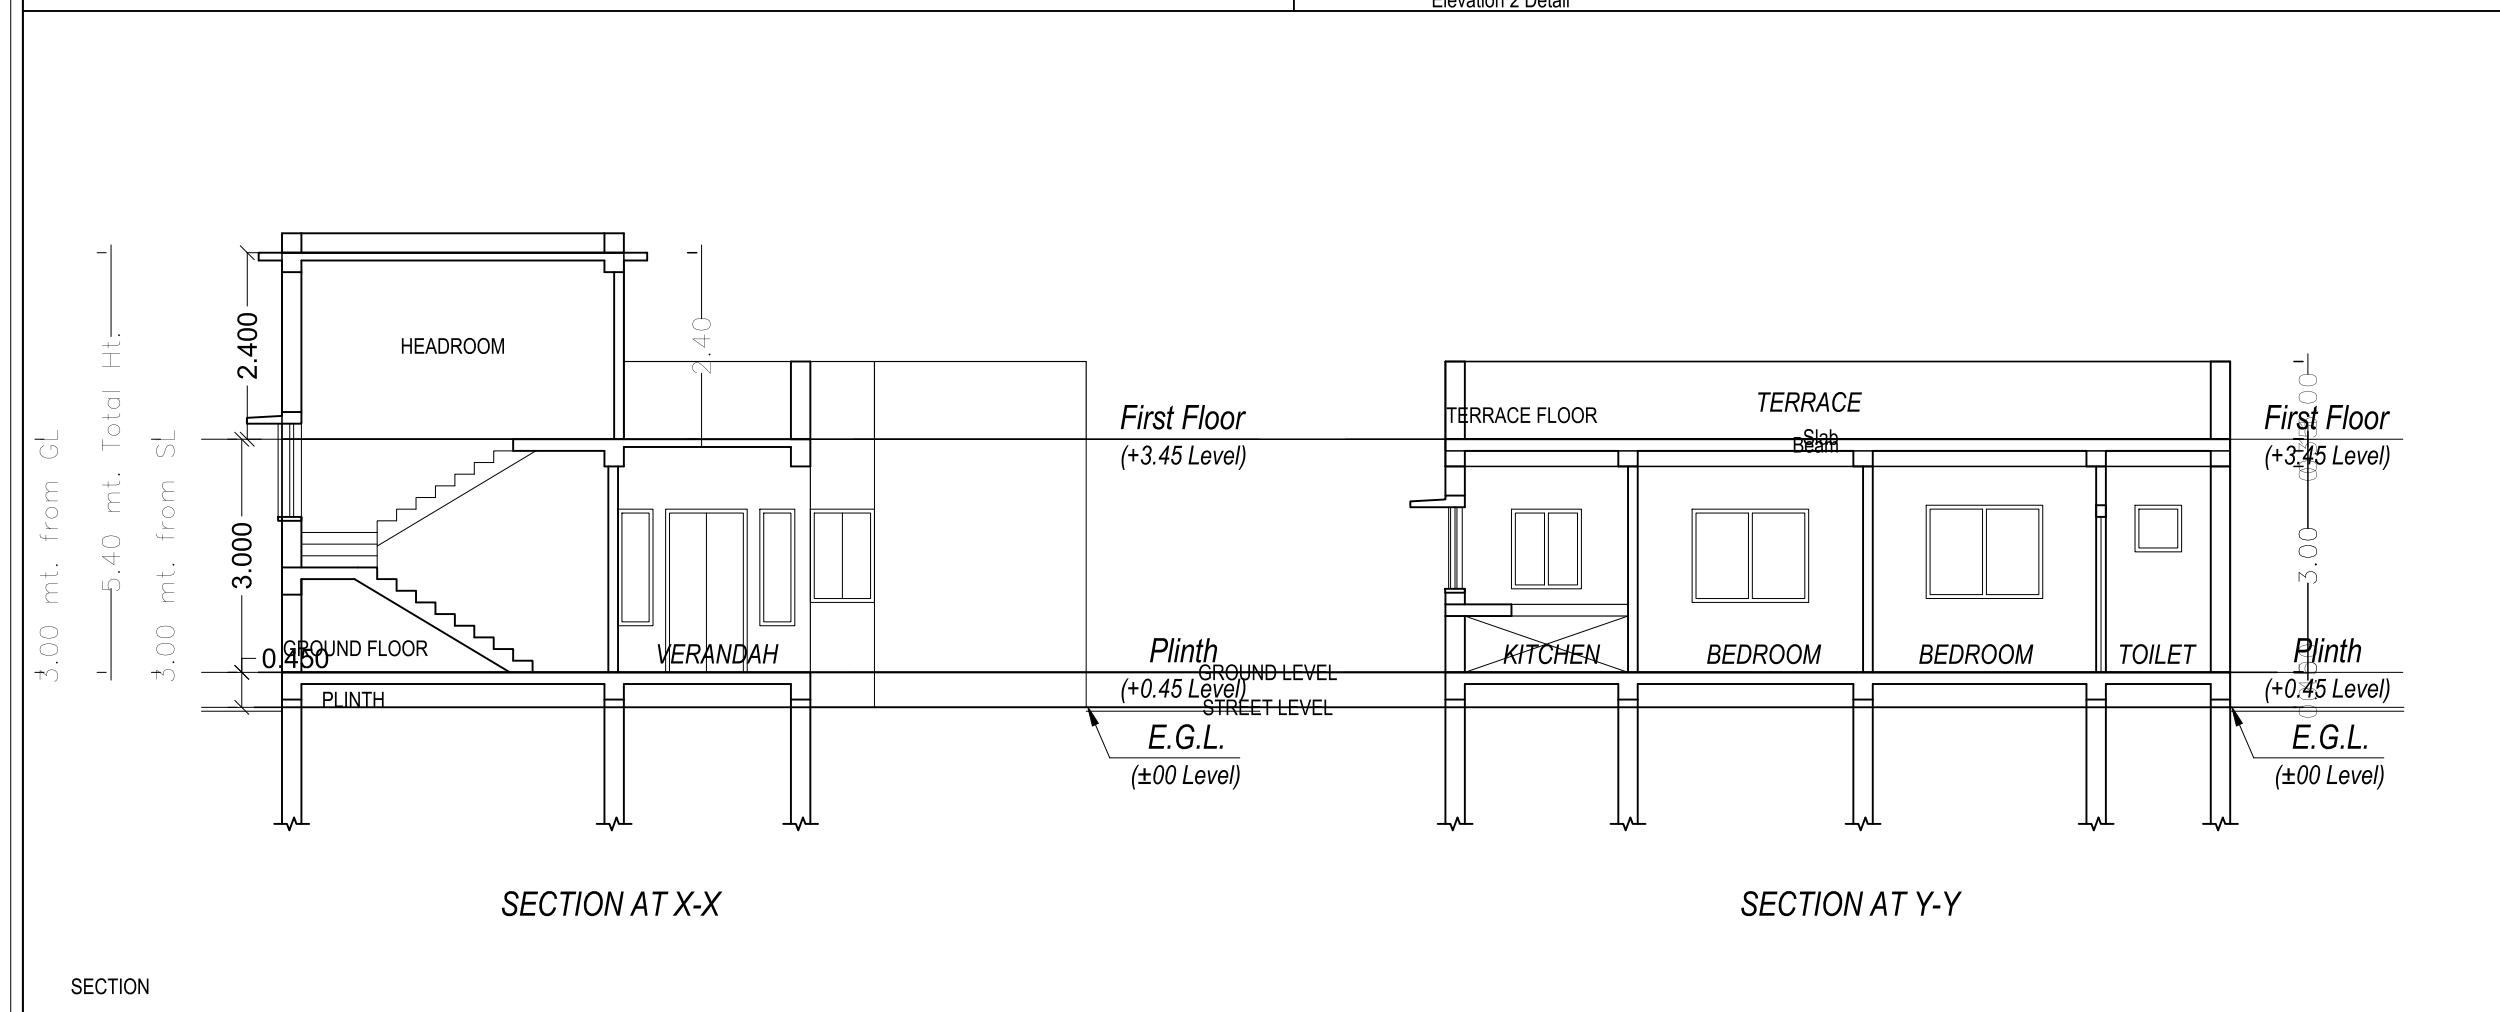 Elevation 2 Detail
3.00 mt. from GL
5.40 mt. Total Ht.
3.00 mt. from SL
2.400
3.000
0.450
HEADROOM
2.40
GROUND FLOOR
PLINTH
VERANDAH
First Floor
(+3.45 Level)
Plinth
GROUND LEVEL
(+0.45 Level)
STREET LEVEL
E.G.L.
(±00 Level)
SECTION AT X-X
TERRACE FLOOR
TERRACE
Slab
Beam
KITCHEN
BEDROOM
BEDROOM
TOILET
First Floor
(+3.45 Level)
3.00
Plinth
(+0.45 Level)
E.G.L.
(±00 Level)
SECTION AT Y-Y
SECTION